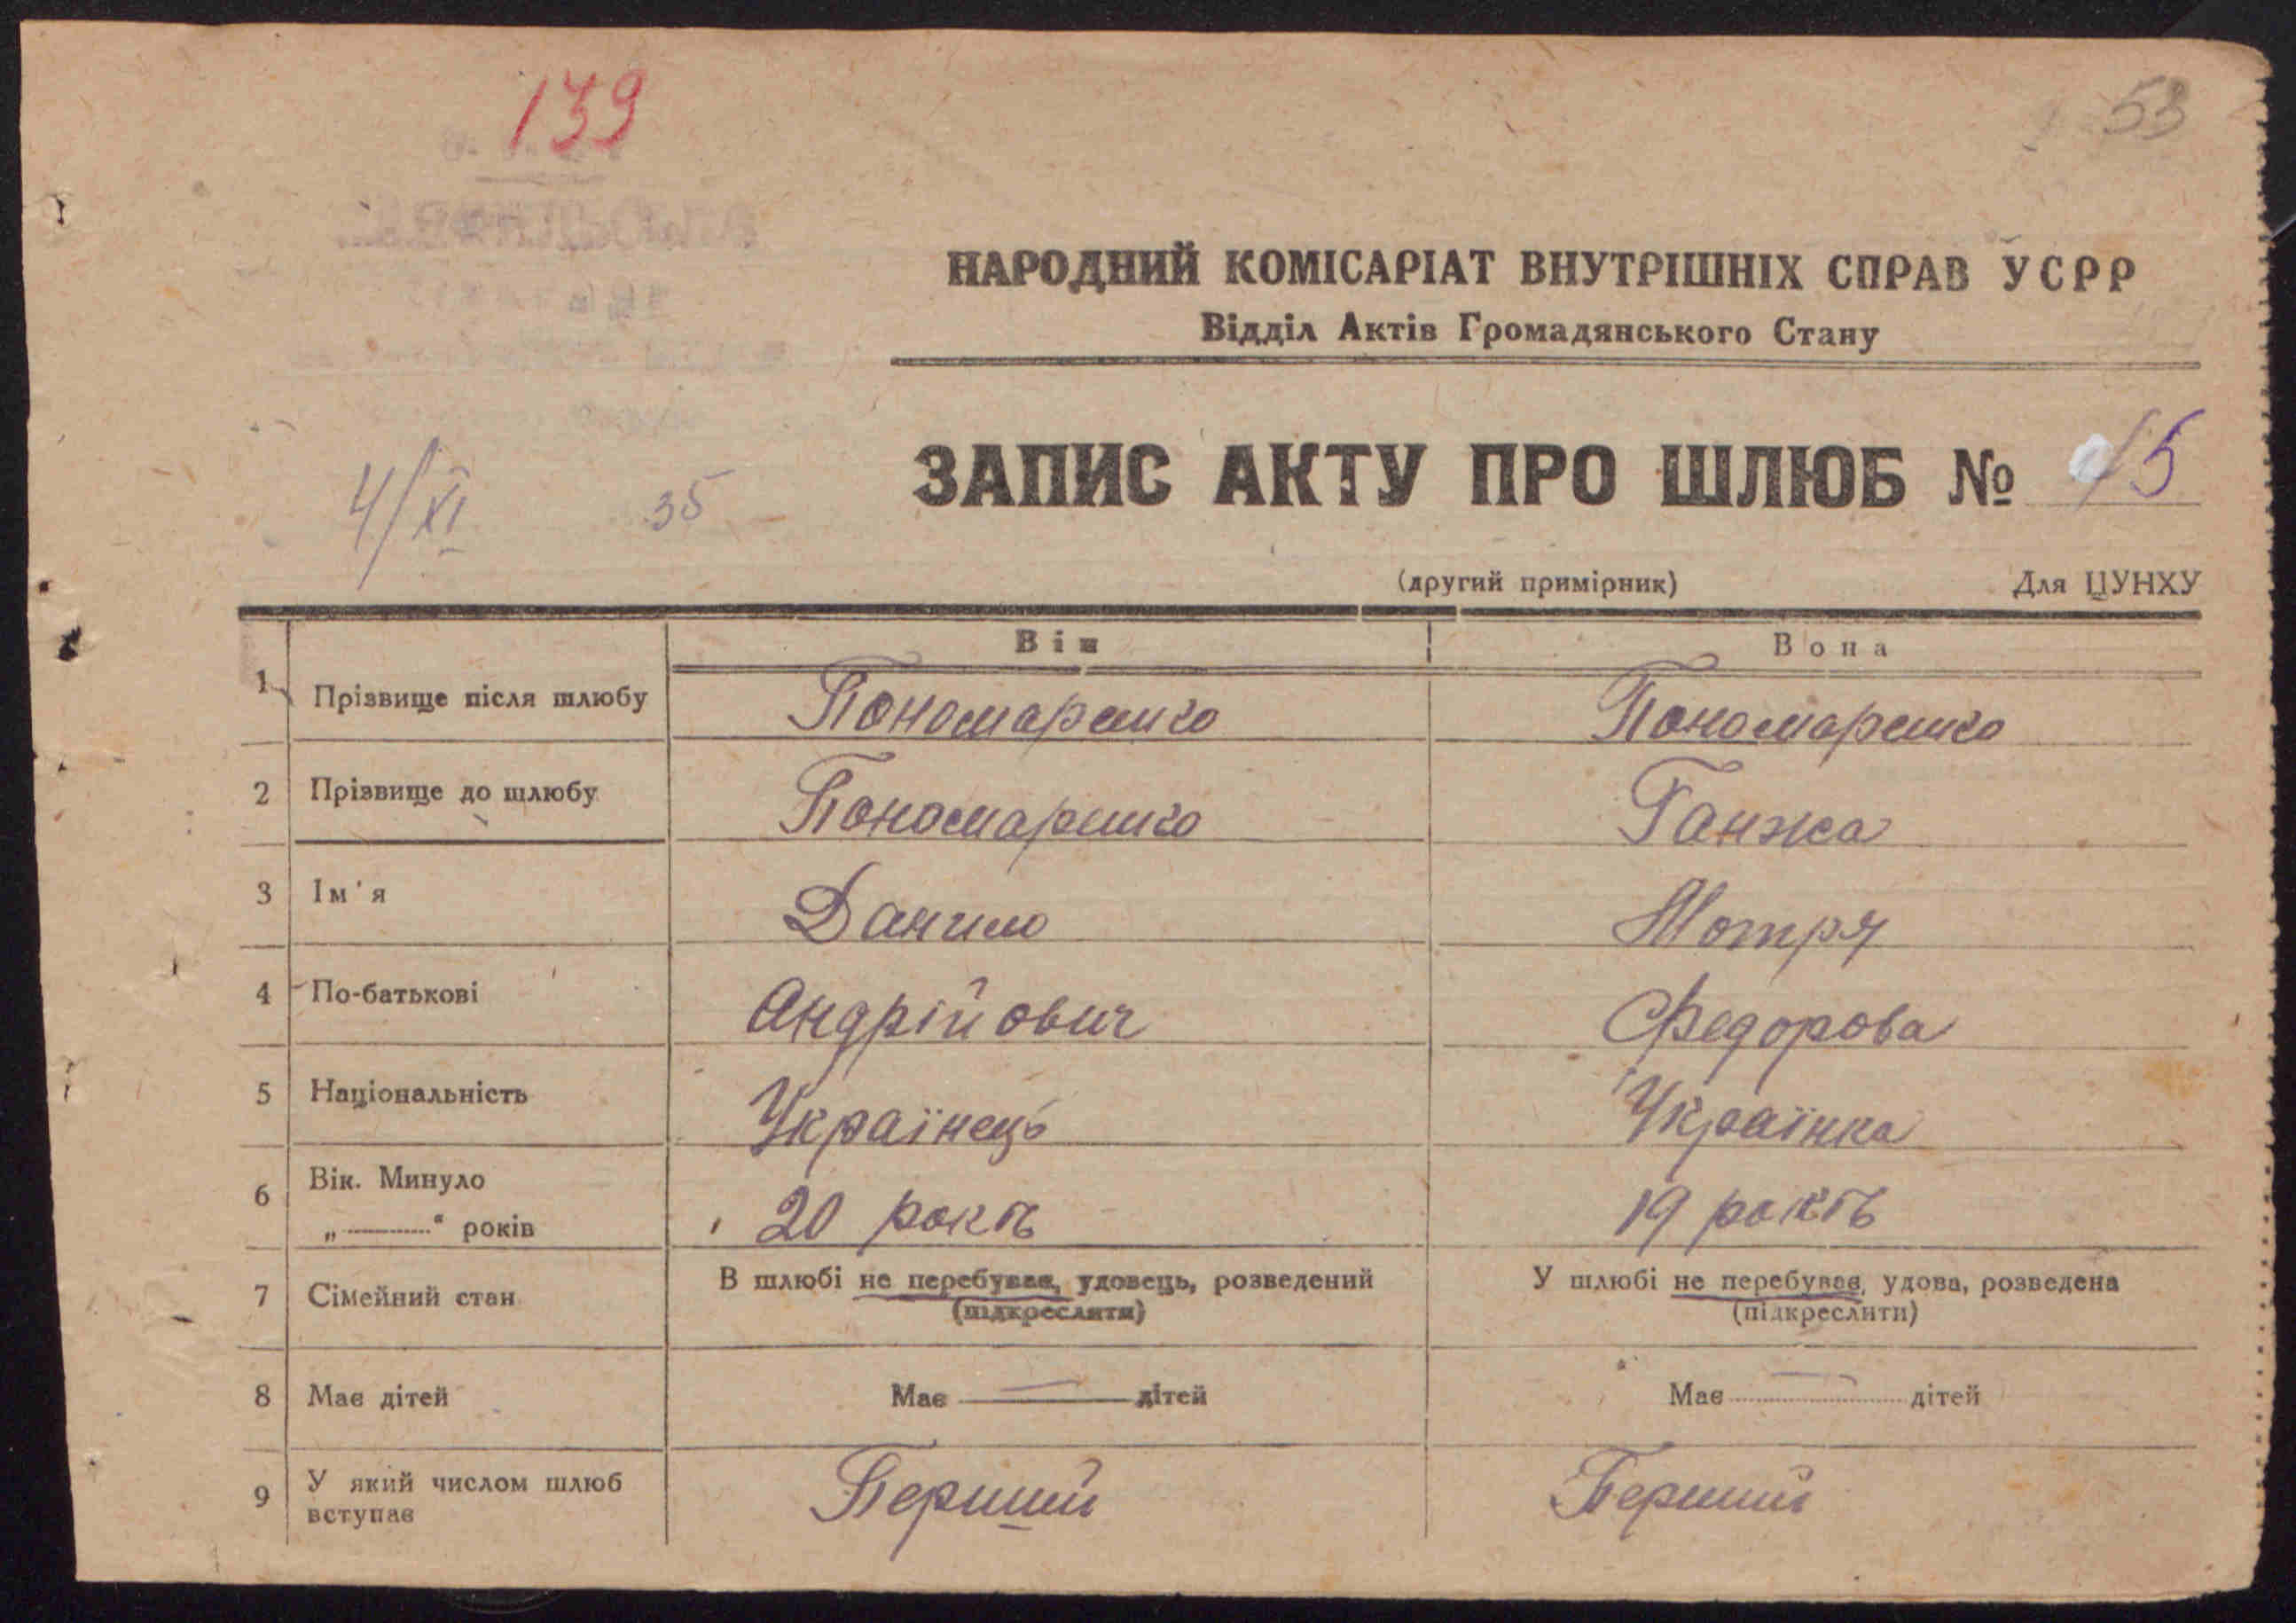 139
53
НАРОДНИЙ КОМІСАРІАТ ВНУТРІШНІХ СПРАВ УСРР
Відділ Актів Громадянського Стану
ЗАПИС АКТУ ПРО ШЛЮБ № 15
4/XI 35
(другий примірник) Для ЦУНХУ
Він Вона
1 Прізвище після шлюбу Пономаренко Пономаренко
2 Прізвище до шлюбу Пономаренко Ганжа
3 Ім'я Данило Мотря
4 По-батькові Андрійович Федорова
5 Національність Українець Українка
6 Вік. Минуло
„ “ років 20 років 19 років
7 Сімейний стан В шлюбі не перебуває, удовець, розведений У шлюбі не перебуває, удова, розведена
(підкреслити) (підкреслити)
8 Має дітей Має — дітей Має — дітей
9 У який числом шлюб Перший Перший
вступає